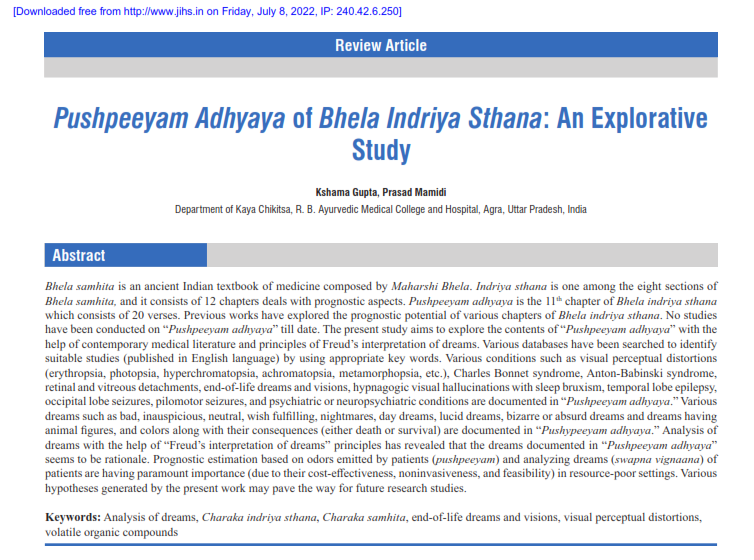 [Downloaded free from http://www.jihs.in on Friday, July 8, 2022, IP: 240.42.6.250]
Review Article
Pushpeeyam Adhyaya of Bhela Indriya Sthana: An Explorative
Study
Kshama Gupta, Prasad Mamidi
Department of Kaya Chikitsa, R. B. Ayurvedic Medical College and Hospital, Agra, Uttar Pradesh, India
Abstract
Bhela samhita is an ancient Indian textbook of medicine composed by Maharshi Bhela. Indriya sthana is one among the eight sections of
Bhela samhita, and it consists of 12 chapters deals with prognostic aspects. Pushpeeyam adhyaya is the 11th chapter of Bhela indriya sthana
which consists of 20 verses. Previous works have explored the prognostic potential of various chapters of Bhela indriya sthana. No studies
have been conducted on “Pushpeeyam adhyaya” till date. The present study aims to explore the contents of “Pushpeeyam adhyaya” with the
help of contemporary medical literature and principles of Freud's interpretation of dreams. Various databases have been searched to identify
suitable studies (published in English language) by using appropriate key words. Various conditions such as visual perceptual distortions
(erythropsia, photopsia, hyperchromatopsia, achromatopsia, metamorphopsia, etc.), Charles Bonnet syndrome, Anton-Babinski syndrome,
retinal and vitreous detachments, end-of-life dreams and visions, hypnagogic visual hallucinations with sleep bruxism, temporal lobe epilepsy,
occipital lobe seizures, pilomotor seizures, and psychiatric or neuropsychiatric conditions are documented in “Pushpeeyam adhyaya.” Various
dreams such as bad, inauspicious, neutral, wish fulfilling, nightmares, day dreams, lucid dreams, bizarre or absurd dreams and dreams having
animal figures, and colors along with their consequences (either death or survival) are documented in “Pushypeeyam adhyaya.” Analysis of
dreams with the help of “Freud's interpretation of dreams” principles has revealed that the dreams documented in “Pushpeeyam adhyaya”
seems to be rationale. Prognostic estimation based on odors emitted by patients (pushpeeyam) and analyzing dreams (swapna vignaana) of
patients are having paramount importance (due to their cost-effectiveness, noninvasiveness, and feasibility) in resource-poor settings. Various
hypotheses generated by the present work may pave the way for future research studies.
Keywords: Analysis of dreams, Charaka indriya sthana, Charaka samhita, end-of-life dreams and visions, visual perceptual distortions,
volatile organic compounds